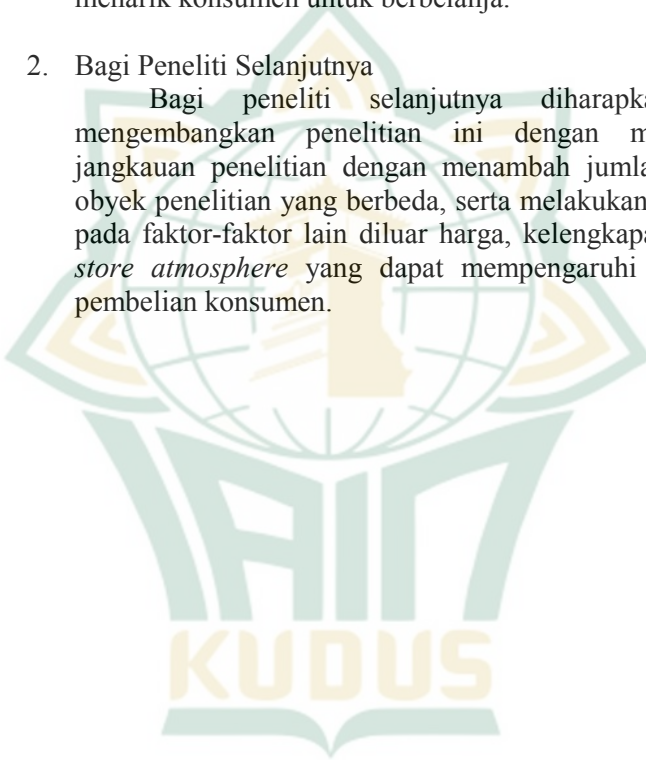 menarik konsumen untuk berbelanja.
2. Bagi Peneliti Selanjutnya
Bagi peneliti selanjutnya
mengembangkan penelitian ini dengan
jangkauan penelitian dengan menambah
obyek penelitian yang berbeda, serta melakukan
pada faktor-faktor lain diluar harga,
store atmosphere yang dapat mempengaruhi
pembelian konsumen.
IAIN
KUDUS